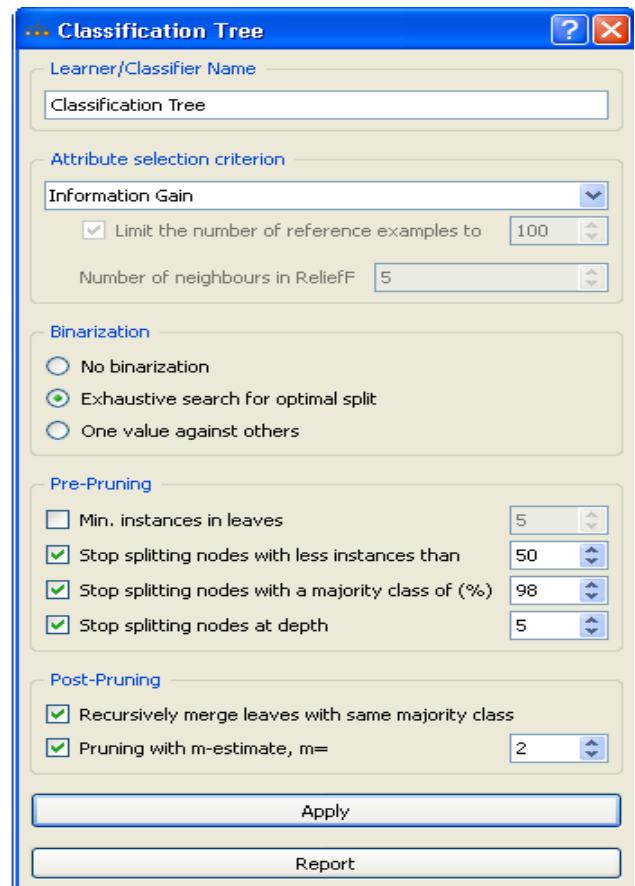 Classification Tree
Learner/Classifier Name
Classification Tree
Attribute selection criterion
Information Gain
Limit the number of reference examples to 100
Number of neighbours in ReliefF 5
Binarization
No binarization
Exhaustive search for optimal split
One value against others
Pre-Pruning
Min. instances in leaves 5
Stop splitting nodes with less instances than 50
Stop splitting nodes with a majority class of (%) 98
Stop splitting nodes at depth 5
Post-Pruning
Recursively merge leaves with same majority class
Pruning with m-estimate, m= 2
Apply
Report